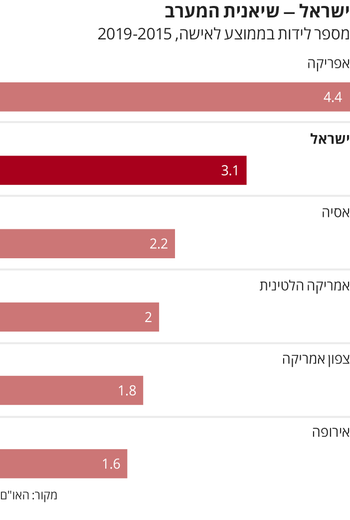 ישראל – שיאנית המערב
מספר לידות בממוצע לאישה, 2019-2015
אפריקה
4.4
ישראל
3.1
אסיה
2.2
אמריקה הלטינית
2
צפון אמריקה
1.8
אירופה
1.6
מקור: האו"ם